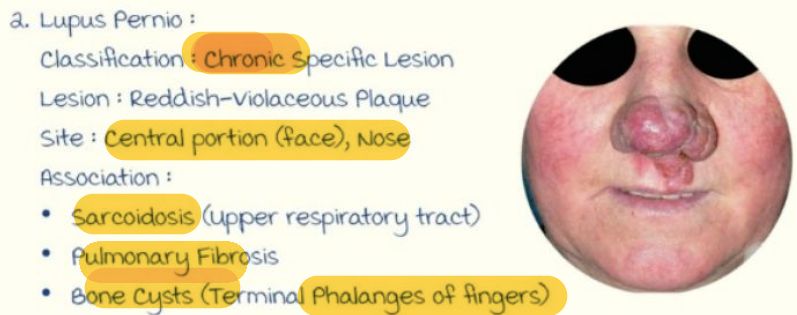 2. Lupus Pernio :
Classification : Chronic Specific Lesion
Lesion : Reddish-Violaceous Plaque
Site : Central portion (face), Nose
Association :
• Sarcoidosis (upper respiratory tract)
• Pulmonary Fibrosis
• Bone Cysts (Terminal Phalanges of fingers)